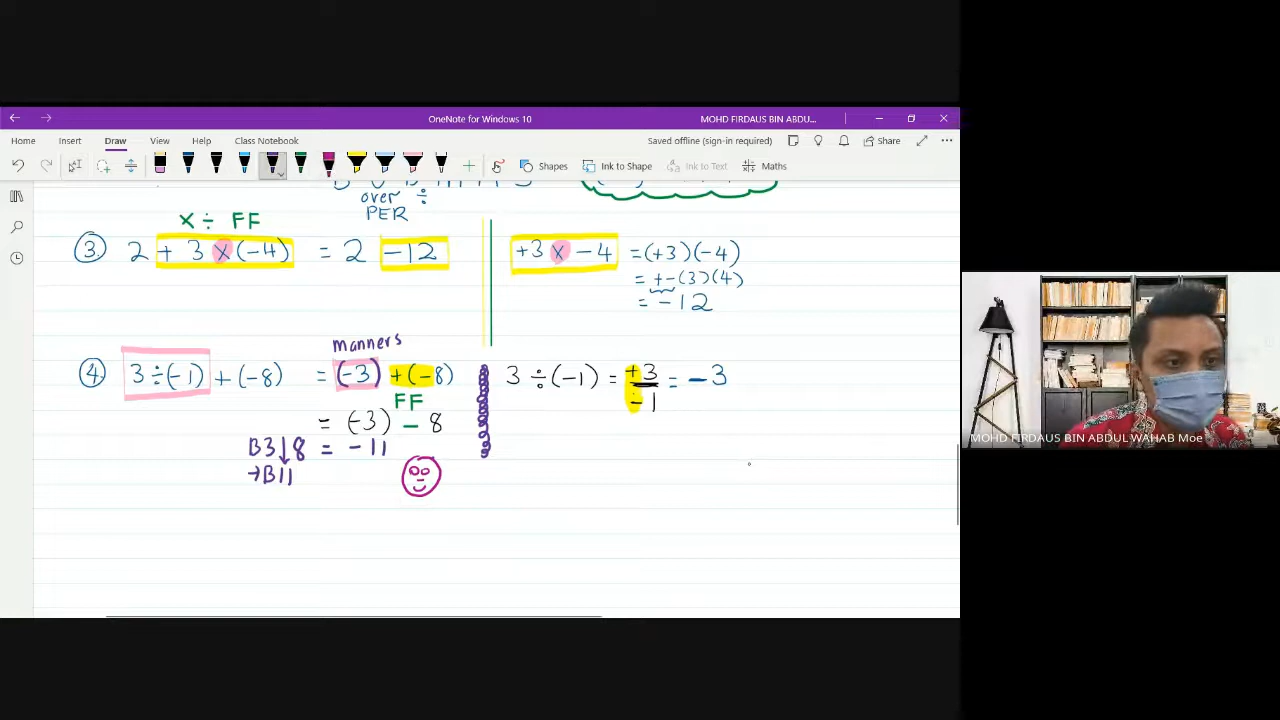 OneNote for Windows 10
MOHD FIRDAUS BIN ABDU...
Home Insert Draw View Help Class Notebook
Saved offline (sign-in required)
Share
Shapes Ink to Shape Ink to Text Maths
over ÷
PER
x ÷ FF
③ 2 + 3 x (-4) = 2 -12
+3 x -4 = (+3)(-4)
= +-(3)(4)
= -12
manners
④ 3÷(-1) + (-8) = (-3) +(-8)
FF
= (-3) - 8
B3↓8 = -11
→B11
3 ÷ (-1) = +3/-1 = -3
MOHD FIRDAUS BIN ABDUL WAHAB Moe